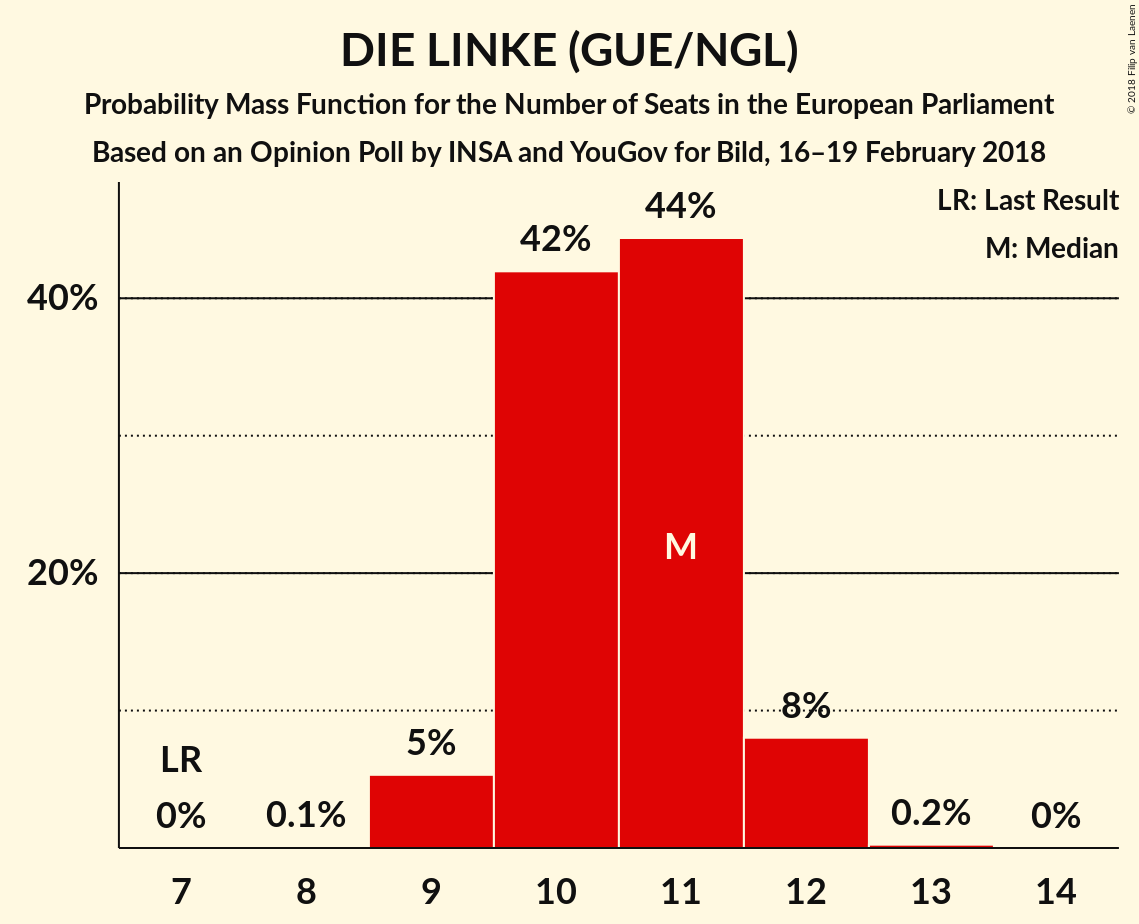 DIE LINKE (GUE/NGL)
Probability Mass Function for the Number of Seats in the European Parliament
Based on an Opinion Poll by INSA and YouGov for Bild, 16–19 February 2018
© 2018 Filip van Laenen
LR: Last Result
M: Median
44%
42%
40%
M
20%
8%
5%
LR
0%
0.1%
0.2%
0%
7 8 9 10 11 12 13 14